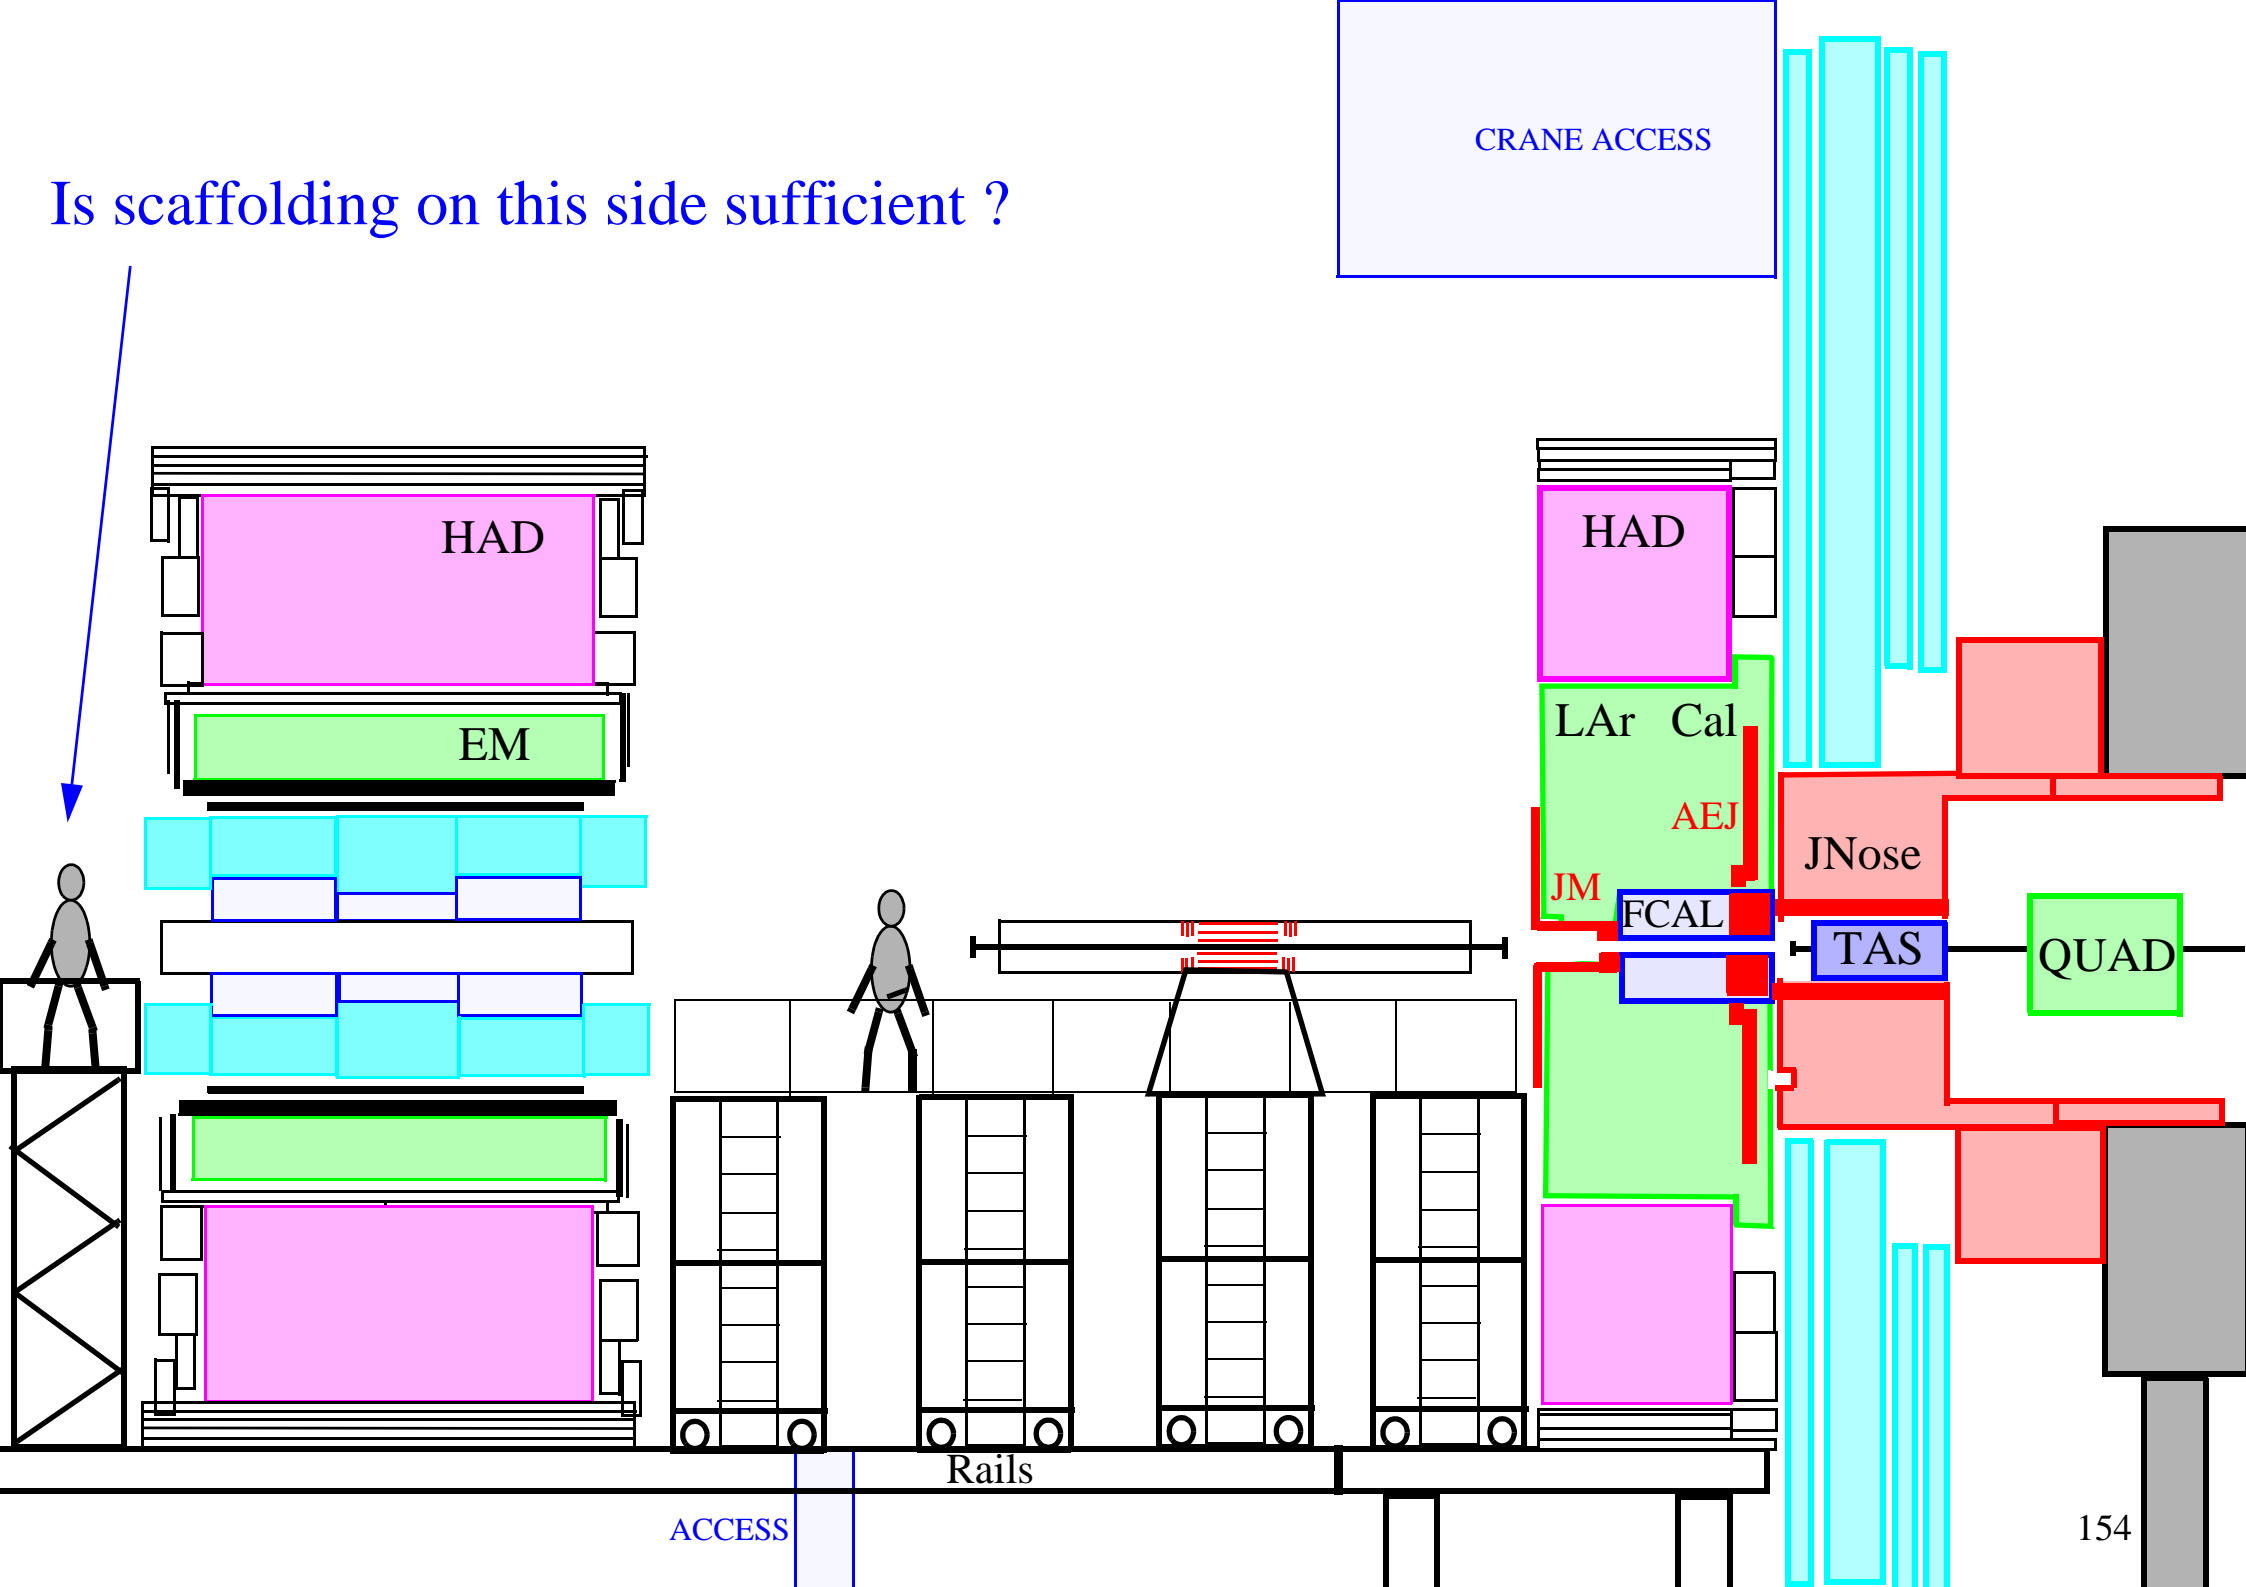 CRANE ACCESS
Is scaffolding on this side sufficient ?
HAD
HAD
LAr Cal
EM
AEJ
JNose
JM
FCAL
TAS
QUAD
Rails
ACCESS
154